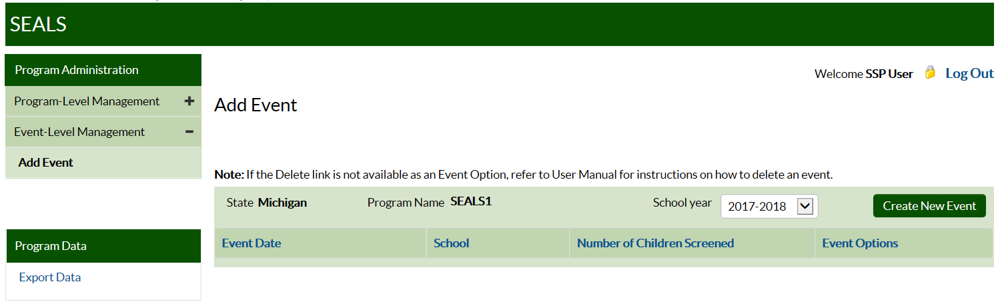 SEALS
Program Administration
Program-Level Management
Event-Level Management
Add Event
Program Data
Export Data
Welcome SSP User Log Out
Add Event
Note: If the Delete link is not available as an Event Option, refer to User Manual for instructions on how to delete an event.
State Michigan Program Name SEALS1 School year 2017-2018 Create New Event
Event Date School Number of Children Screened Event Options